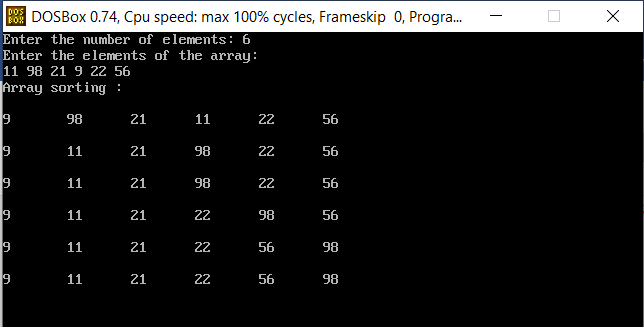 DOS
BOX
DOSBox 0.74, Cpu speed: max 100% cycles, Frameskip  0, Progra...
Enter the number of elements: 6
Enter the elements of the array:
11 98 21 9 22 56
Array sorting :
9 98 21 11 22 56
9 11 21 98 22 56
9 11 21 98 22 56
9 11 21 22 98 56
9 11 21 22 56 98
9 11 21 22 56 98